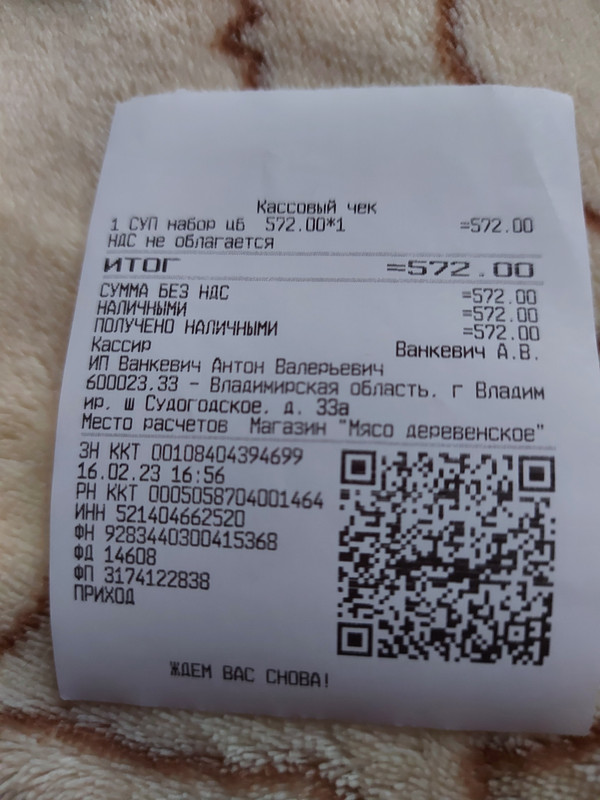 Кассовый чек
1 СУП набор цб 572.00*1 =572.00
НДС не облагается
ИТОГ =572.00
СУММА БЕЗ НДС =572.00
НАЛИЧНЫМИ =572.00
ПОЛУЧЕНО НАЛИЧНЫМИ =572.00
Кассир Ванкевич А.В.
ИП Ванкевич Антон Валерьевич
600023.33 - Владимирская область. г Владим
ир. ш Судогодское. д. 33а
Место расчетов Магазин "Мясо деревенское"
ЗН ККТ 00108404394699
16.02.23 16:56
РН ККТ 0005058704001464
ИНН 521404662520
ФН 9283440300415368
ФД 14608
ФП 3174122838
ПРИХОД
ЖДЕМ ВАС СНОВА!